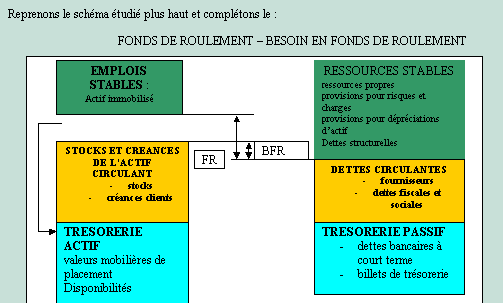 Reprenons le schéma étudié plus haut et complétons le :
FONDS DE ROULEMENT – BESOIN EN FONDS DE ROULEMENT
EMPLOIS
STABLES :
Actif immobilisé
RESSOURCES STABLES
ressources propres
provisions pour risques et
charges
provisions pour dépréciations
d'actif
Dettes structurelles
STOCKS ET CREANCES
DE L'ACTIF
CIRCULANT
- stocks
- créances clients
FR
BFR
DETTES CIRCULANTES
- fournisseurs
- dettes fiscales et
sociales
TRESORERIE
ACTIF
valeurs mobilières de
placement
Disponibilités
TRESORERIE PASSIF
- dettes bancaires à
court terme
- billets de trésorerie